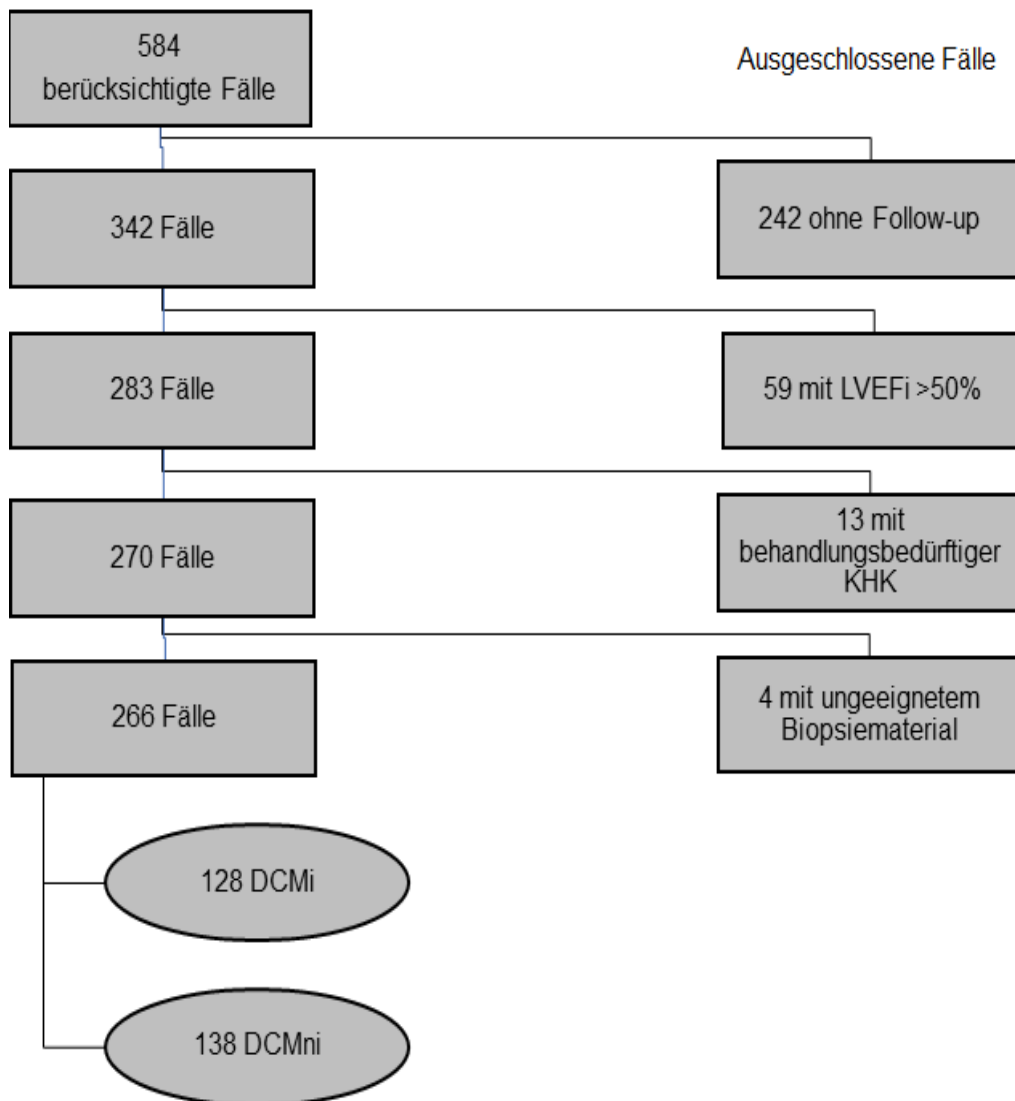 584
berücksichtigte Fälle
Ausgeschlossene Fälle
342 Fälle
242 ohne Follow-up
283 Fälle
59 mit LVEFi >50%
270 Fälle
13 mit
behandlungsbedürftiger
KHK
266 Fälle
4 mit ungeeignetem
Biopsiematerial
128 DCMi
138 DCMni